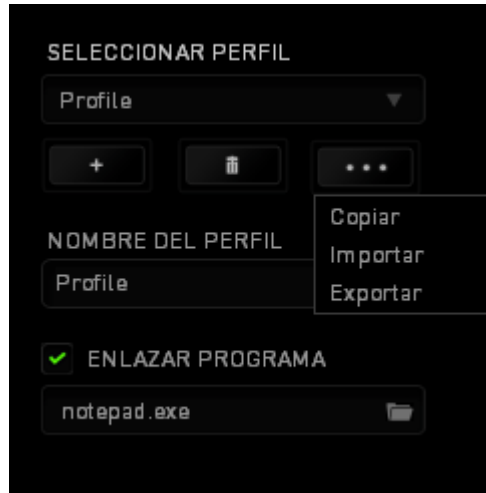 SELECCIONAR PERFIL
Profile
+
...
Copiar
Importar
Exportar
NOMBRE DEL PERFIL
Profile
ENLAZAR PROGRAMA
notepad.exe